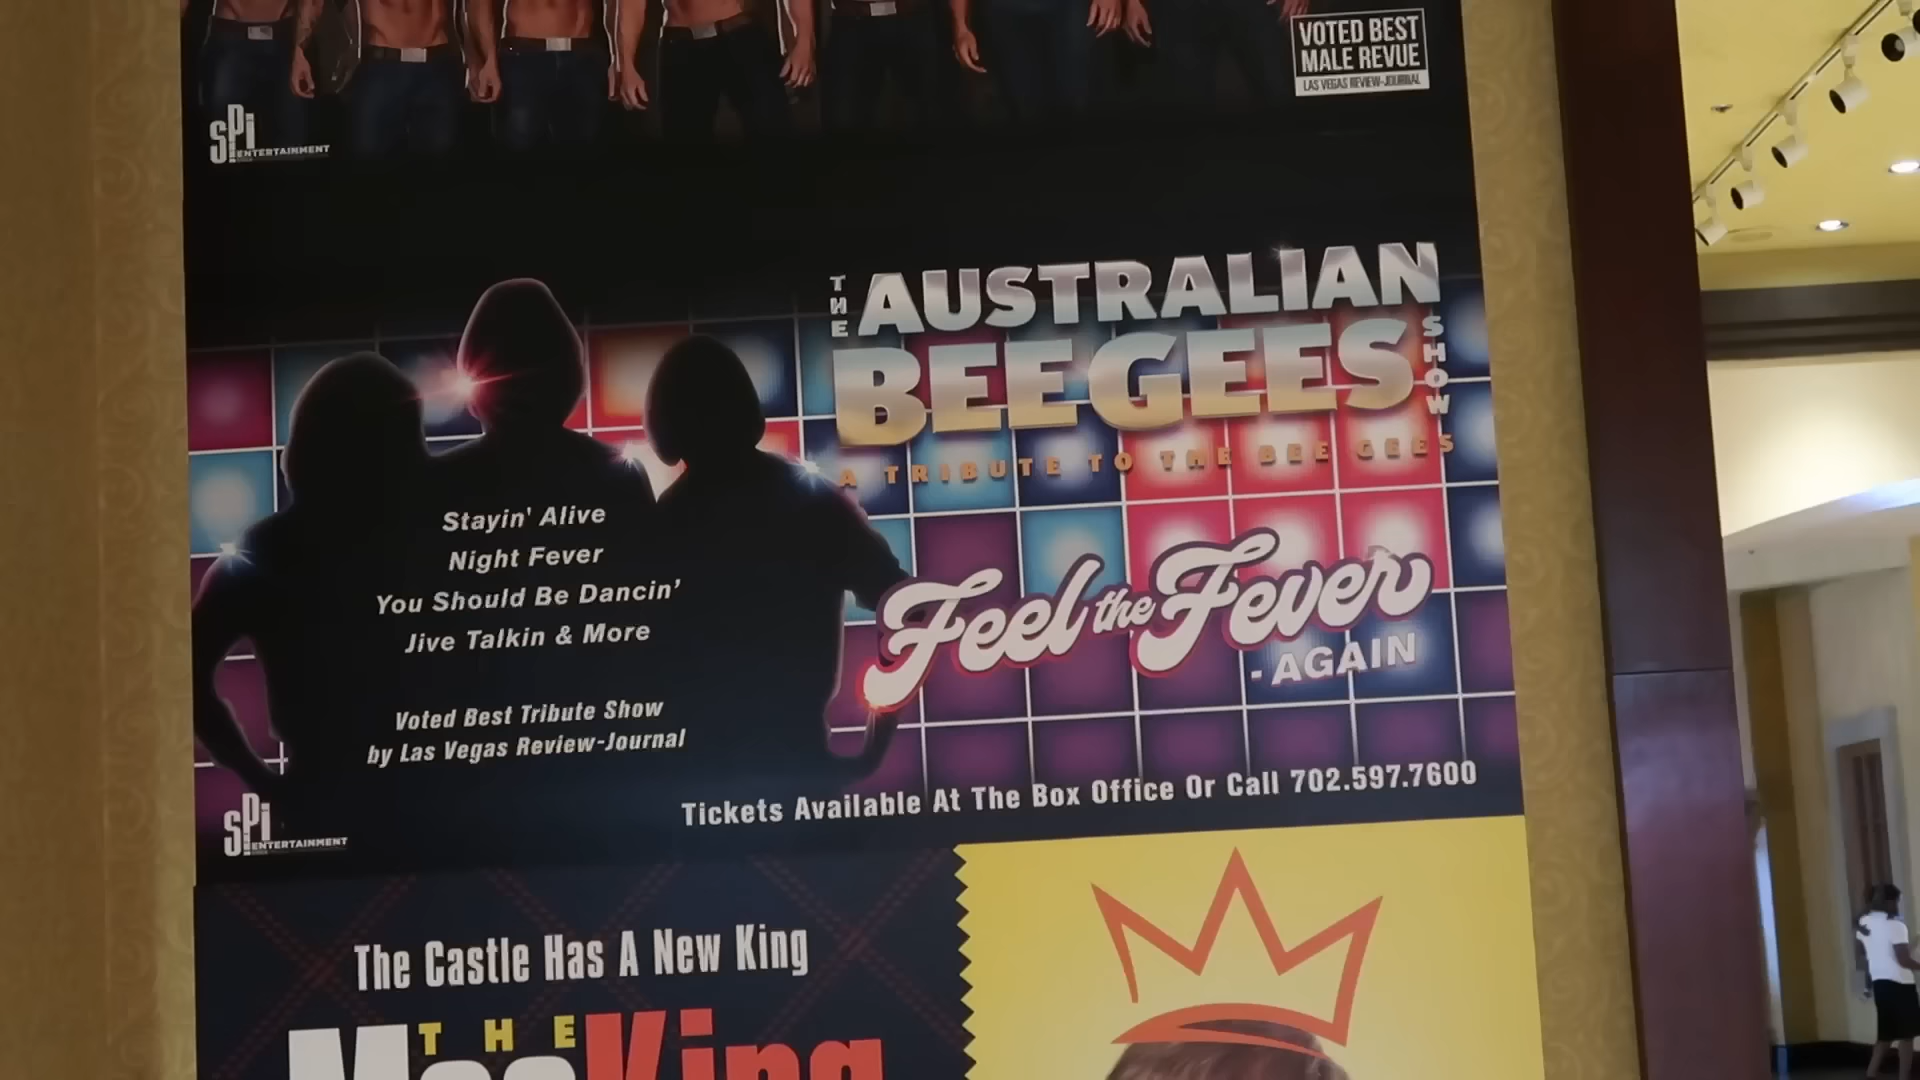 VOTED BEST
MALE REVUE
LAS VEGAS REVIEW-JOURNAL
SPI
ENTERTAINMENT
THE
AUSTRALIAN
BEE GEES
SHOW
A TRIBUTE TO THE BEE GEES
Stayin' Alive
Night Fever
You Should Be Dancin'
Jive Talkin & More
Feel the Fever
- AGAIN
Voted Best Tribute Show
by Las Vegas Review-Journal
Tickets Available At The Box Office Or Call 702.597.7600
SPI
ENTERTAINMENT
The Castle Has A New King
THE
Mac King